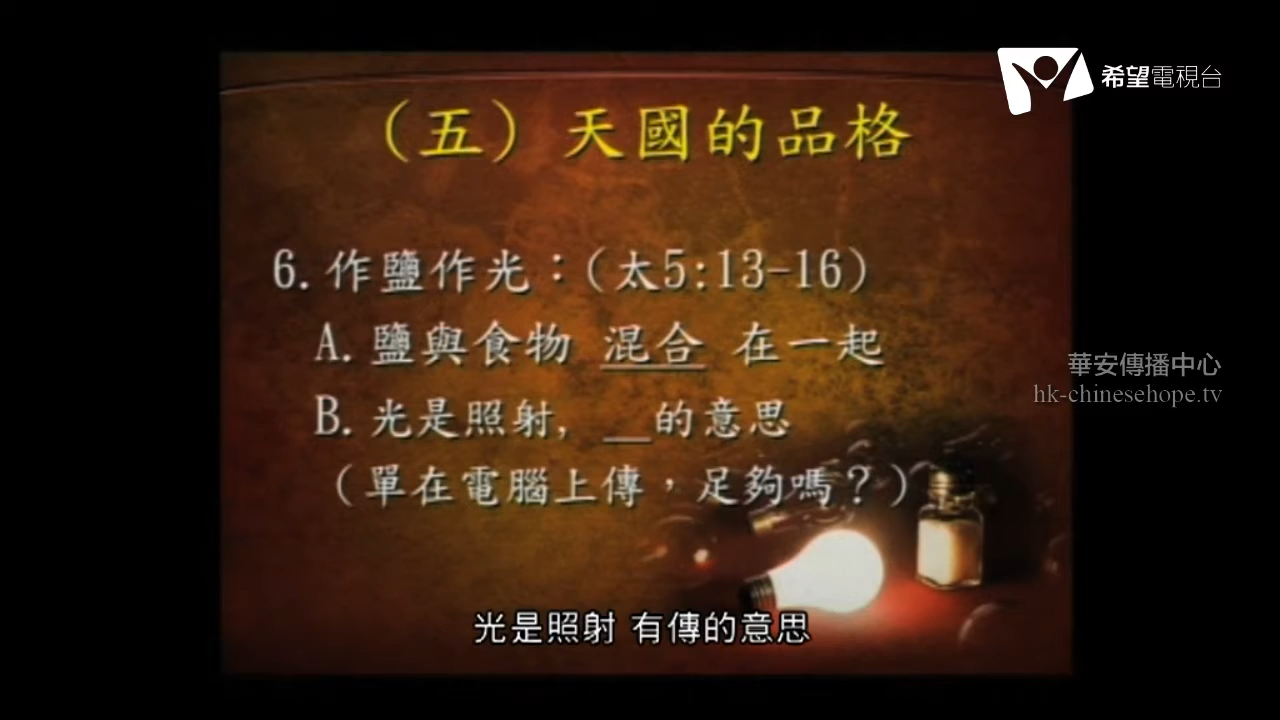 希望電視台
（五）天國的品格
6.作鹽作光：（太5:13-16）
A.鹽與食物 混合 在一起
華安傳播中心
hk-chinesehope.tv
B.光是照射, __的意思
（單在電腦上傳，足夠嗎？）
光是照射 有傳的意思